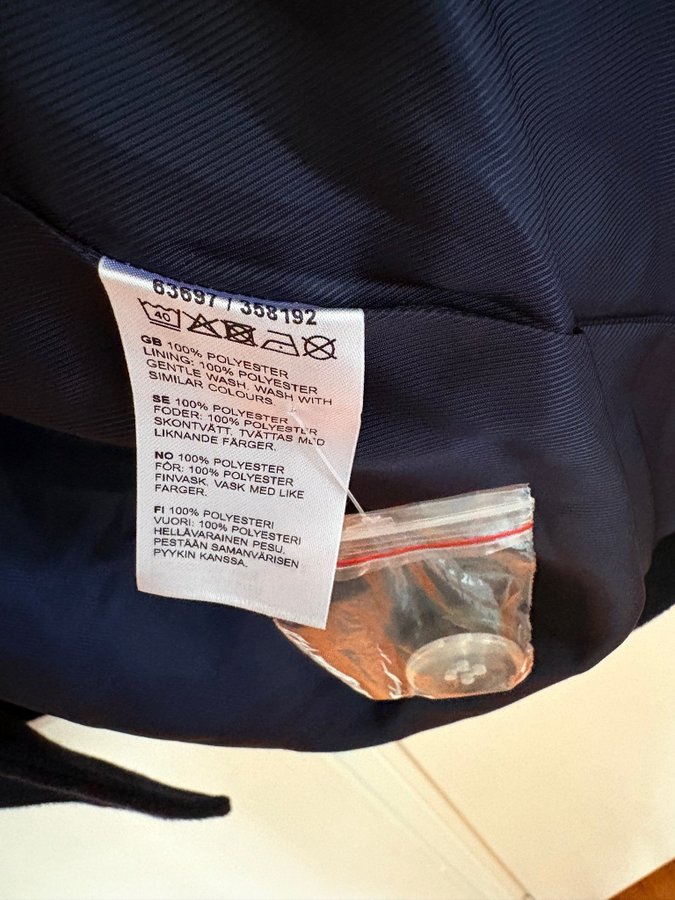 63697 / 358192
40
GB 100% POLYESTER
LINING: 100% POLYESTER
GENTLE WASH. WASH WITH
SIMILAR COLOURS.
SE 100% POLYESTER
FODER: 100% POLYESTER
SKONTVÄTT. TVÄTTAS MED
LIKNANDE FÄRGER.
NO 100% POLYESTER
FÔR: 100% POLYESTER
FINVASK. VASK MED LIKE
FARGER.
FI 100% POLYESTERI
VUORI: 100% POLYESTERI
HELLÄVARAINEN PESU.
PESTÄÄN SAMANVÄRISEN
PYYKIN KANSSA.